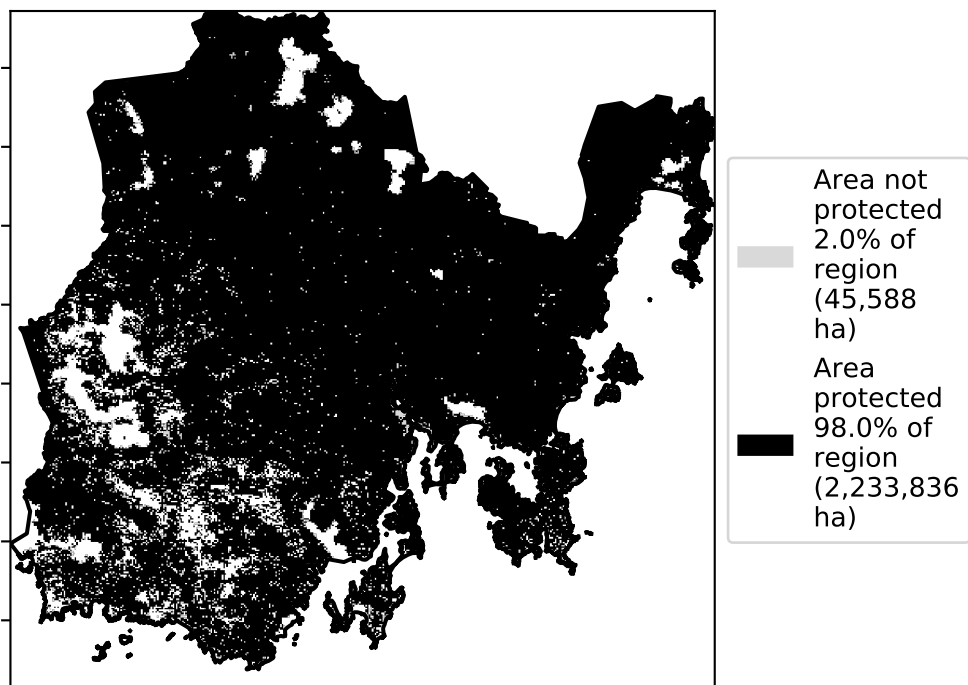 Area not
protected
2.0% of
region
(45,588
ha)
Area
protected
98.0% of
region
(2,233,836
ha)